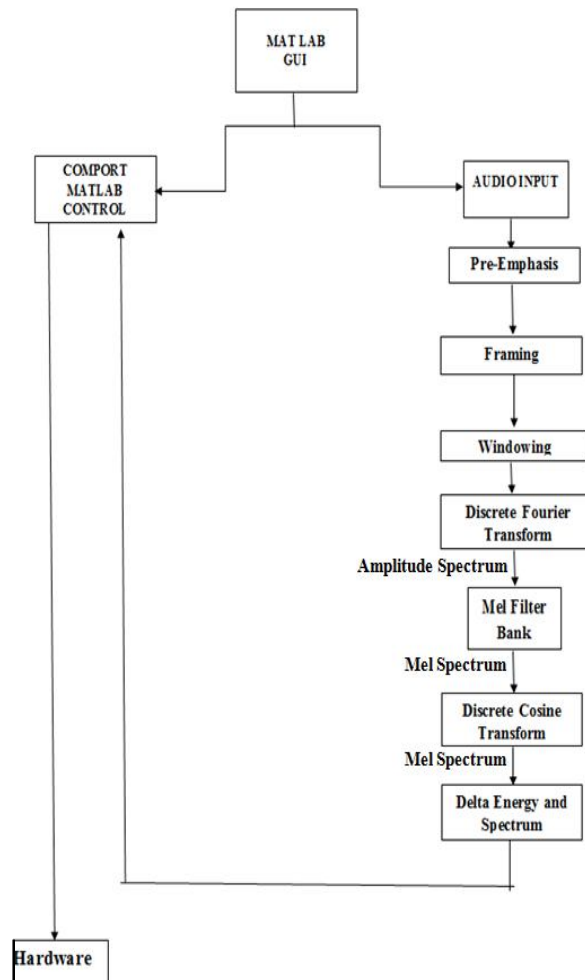 MAT LAB
GUI
COMPORT
MATLAB
CONTROL
AUDIO INPUT
Pre-Emphasis
Framing
Windowing
Discrete Fourier
Transform
Amplitude Spectrum
Mel Filter
Bank
Mel Spectrum
Discrete Cosine
Transform
Mel Spectrum
Delta Energy and
Spectrum
Hardware